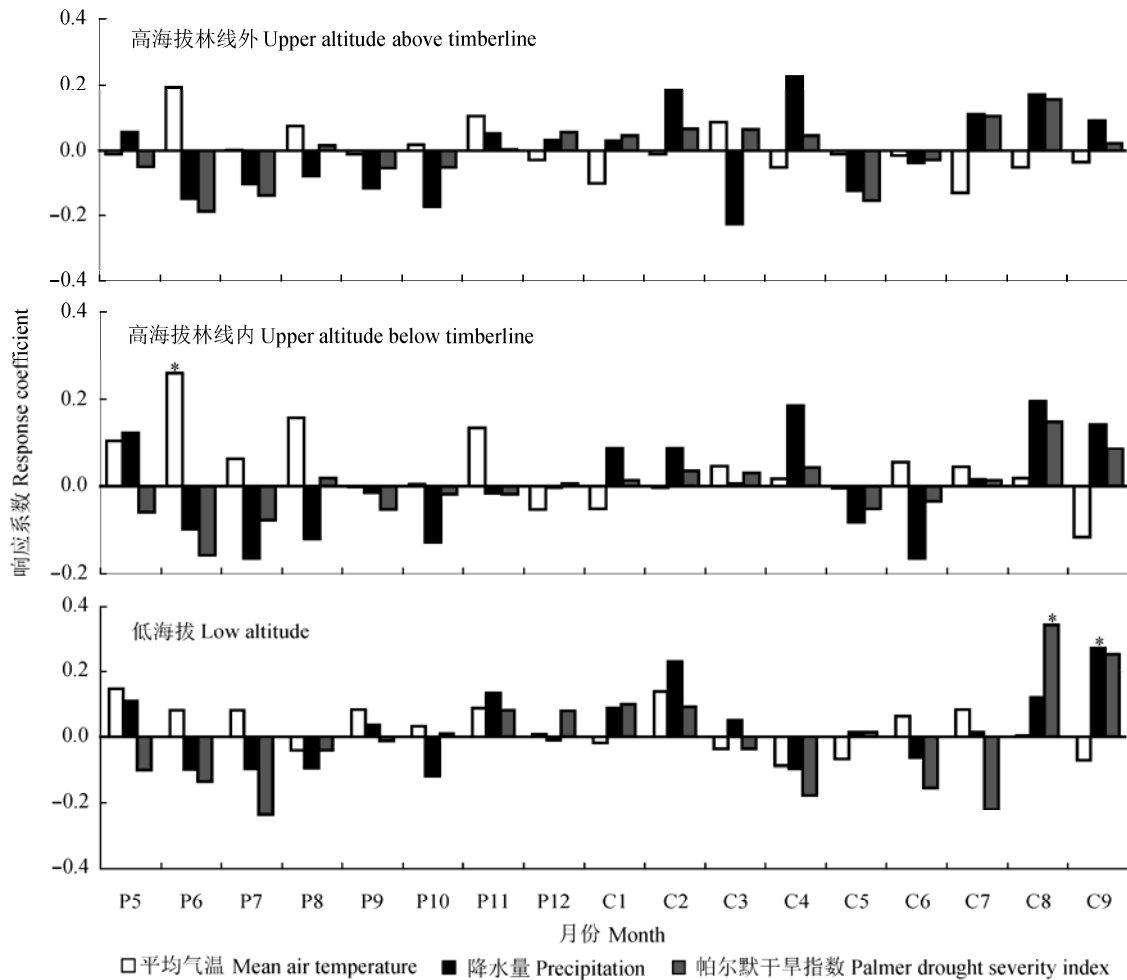 0.4
高海拔林线外 Upper altitude above timberline
0.2
0.0
−0.2
−0.4
0.4
高海拔林线内 Upper altitude below timberline
*
0.2
0.0
−0.2
响应系数 Response coefficient
0.4
低海拔 Low altitude
* *
0.2
0.0
−0.2
−0.4
P5 P6 P7 P8 P9 P10 P11 P12 C1 C2 C3 C4 C5 C6 C7 C8 C9
月份 Month
平均气温 Mean air temperature 降水量 Precipitation 帕尔默干旱指数 Palmer drought severity index